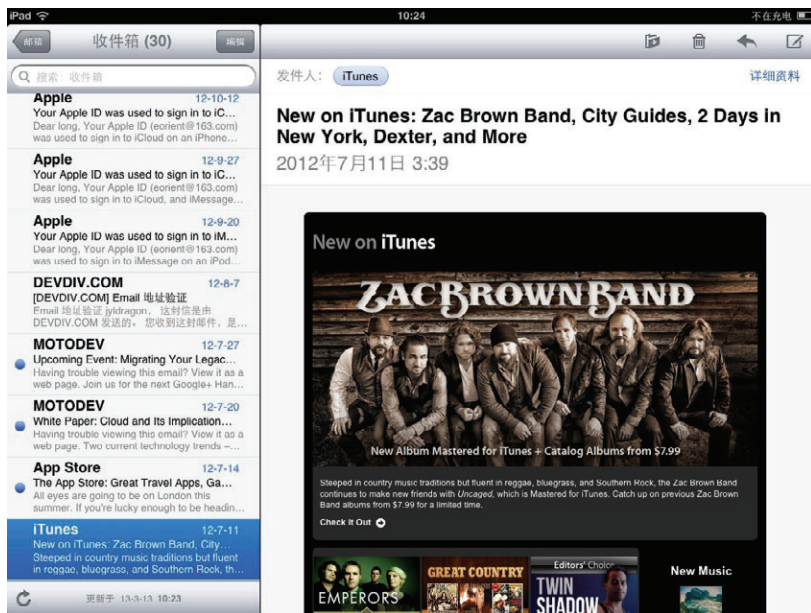 iPad
10:24
不在充电
邮箱
收件箱 (30)
编辑
搜索：收件箱
Apple 12-10-12
Your Apple ID was used to sign in to iC...
Dear long, Your Apple ID (eorient@163.com)
was used to sign in to iCloud on an iPhone...
Apple 12-9-27
Your Apple ID was used to sign in to iC...
Dear long, Your Apple ID (eorient@163.com)
was used to sign in to iCloud, and iMessage...
Apple 12-9-20
Your Apple ID was used to sign in to iM...
Dear long, Your Apple ID (eorient@163.com)
was used to sign in to iMessage on an iPod...
DEVDIV.COM 12-8-7
[DEVDIV.COM] Email 地址验证
Email 地址验证 jyldragon， 这封信是由
DEVDIV.COM 发送的。 您收到这封邮件，是...
MOTODEV 12-7-27
Upcoming Event: Migrating Your Legac...
Having trouble viewing this email? View it as a
web page. Join us for the next Google+ Han...
MOTODEV 12-7-20
White Paper: Cloud and Its Implication...
Having trouble viewing this email? View it as a
web page. Two current technology trends –...
App Store 12-7-14
The App Store: Great Travel Apps, Ga...
All eyes are going to be on London this
summer. If you're lucky enough to be headin...
iTunes 12-7-11
New on iTunes: Zac Brown Band, City...
Steeped in country music traditions but fluent
in reggae, bluegrass, and Southern Rock, th...
更新于 13-3-13 10:23
发件人： iTunes
详细资料
New on iTunes: Zac Brown Band, City Guides, 2 Days in
New York, Dexter, and More
2012年7月11日 3:39
New on iTunes
ZAC BROWN BAND
New Album Mastered for iTunes + Catalog Albums from $7.99
Steeped in country music traditions but fluent in reggae, bluegrass, and Southern Rock, the Zac Brown Band
continues to make new friends with Uncaged, which is Mastered for iTunes. Catch up on previous Zac Brown
Band albums from $7.99 for a limited time.
Check It Out
EMPERORS
GREAT COUNTRY
Editors' Choice
TWIN
SHADOW
New Music